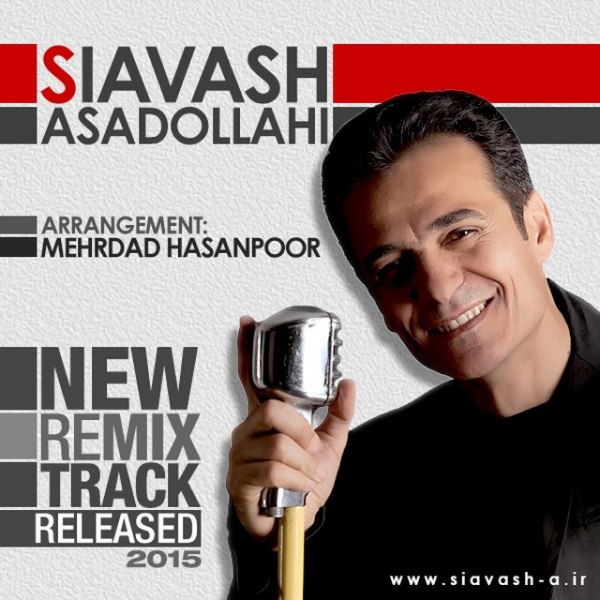 SIAVASH
ASADOLLAHI
ARRANGEMENT:
MEHRDAD HASANPOOR
NEW
REMIX
TRACK
RELEASED
2015
www.siavash-a.ir